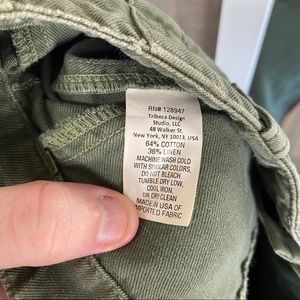 RN# 128947
Tribeca Design
Studio, LLC
48 Walker St.
New York, NY 10013, USA
64% COTTON
36% LINEN
MACHINE WASH COLD
WITH SIMILAR COLORS,
DO NOT BLEACH
TUMBLE DRY LOW,
COOL IRON
OR DRY CLEAN
MADE IN USA OF
IMPORTED FABRIC